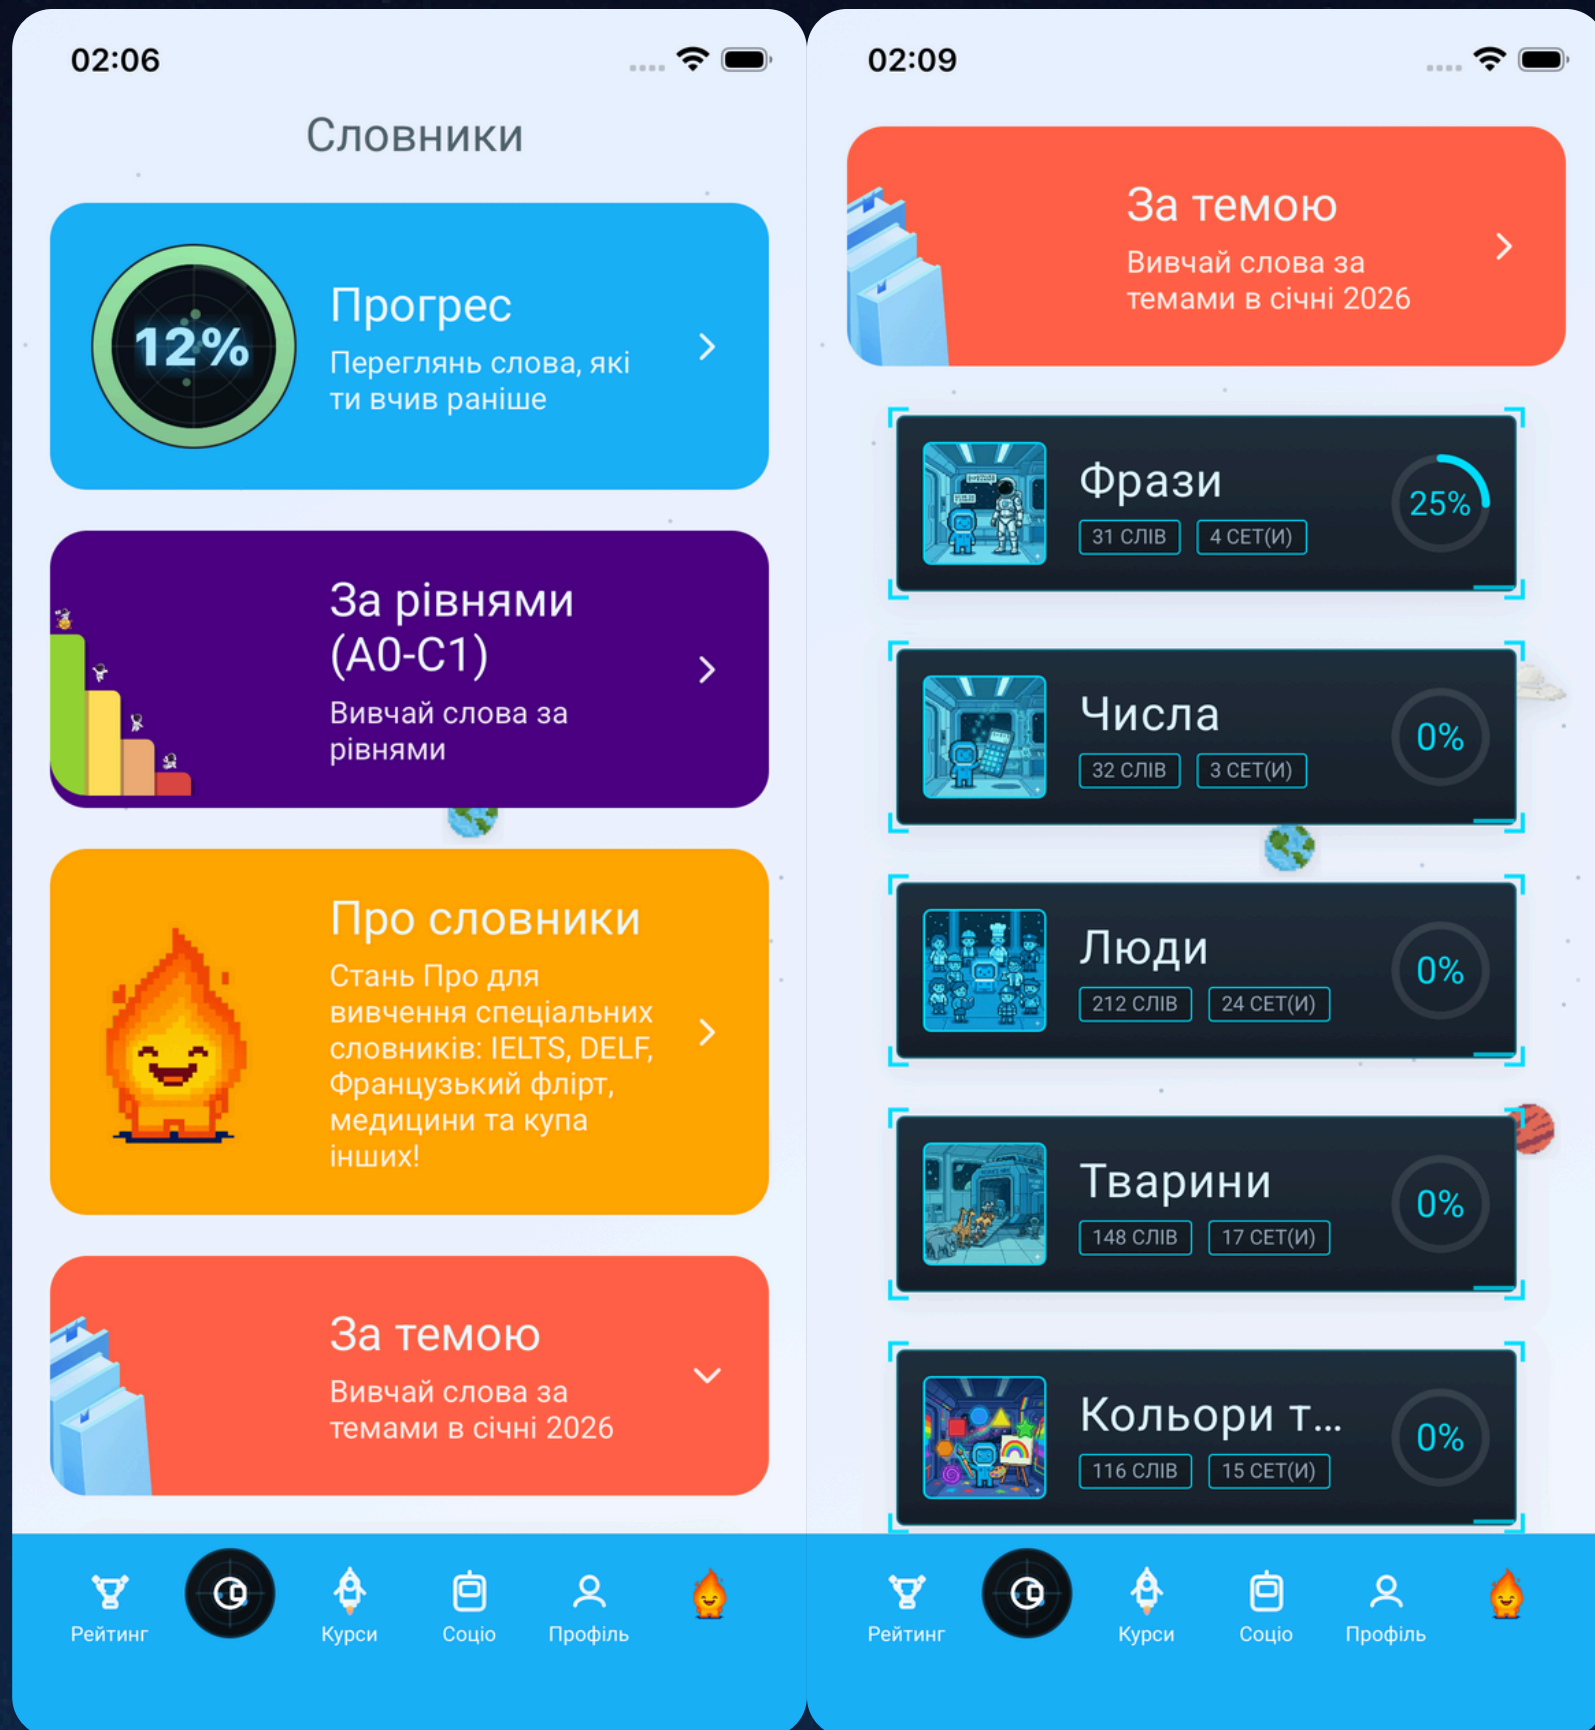 02:06
Словники
12%
Прогрес
Переглянь слова, які
ти вчив раніше
За рівнями
(A0-C1)
Вивчай слова за
рівнями
Про словники
Стань Про для
вивчення спеціальних
словників: IELTS, DELF,
Французький флірт,
медицини та купа
інших!
За темою
Вивчай слова за
темами в січні 2026
Рейтинг
Курси
Соціо
Профіль
02:09
За темою
Вивчай слова за
темами в січні 2026
Фрази
31 СЛІВ
4 СЕТ(И)
25%
Числа
32 СЛІВ
3 СЕТ(И)
0%
Люди
212 СЛІВ
24 СЕТ(И)
0%
Тварини
148 СЛІВ
17 СЕТ(И)
0%
Кольори т...
116 СЛІВ
15 СЕТ(И)
0%
Рейтинг
Курси
Соціо
Профіль